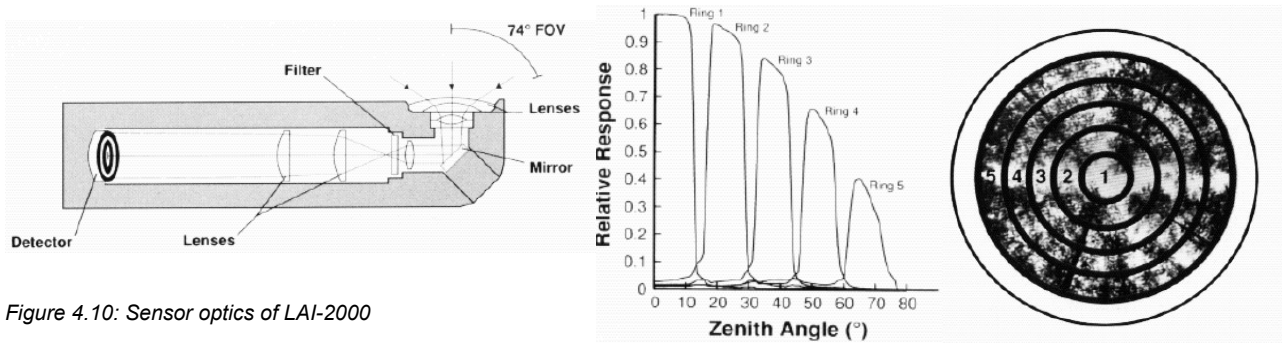 74° FOV
Filter
Lenses
Mirror
Detector
Lenses
Figure 4.10: Sensor optics of LAI-2000
Relative Response
1
0.9
0.8
0.7
0.6
0.5
0.4
0.3
0.2
0.1
0
Ring 1
Ring 2
Ring 3
Ring 4
Ring 5
0 10 20 30 40 50 60 70 80
Zenith Angle (°)
5 4 3 2 1